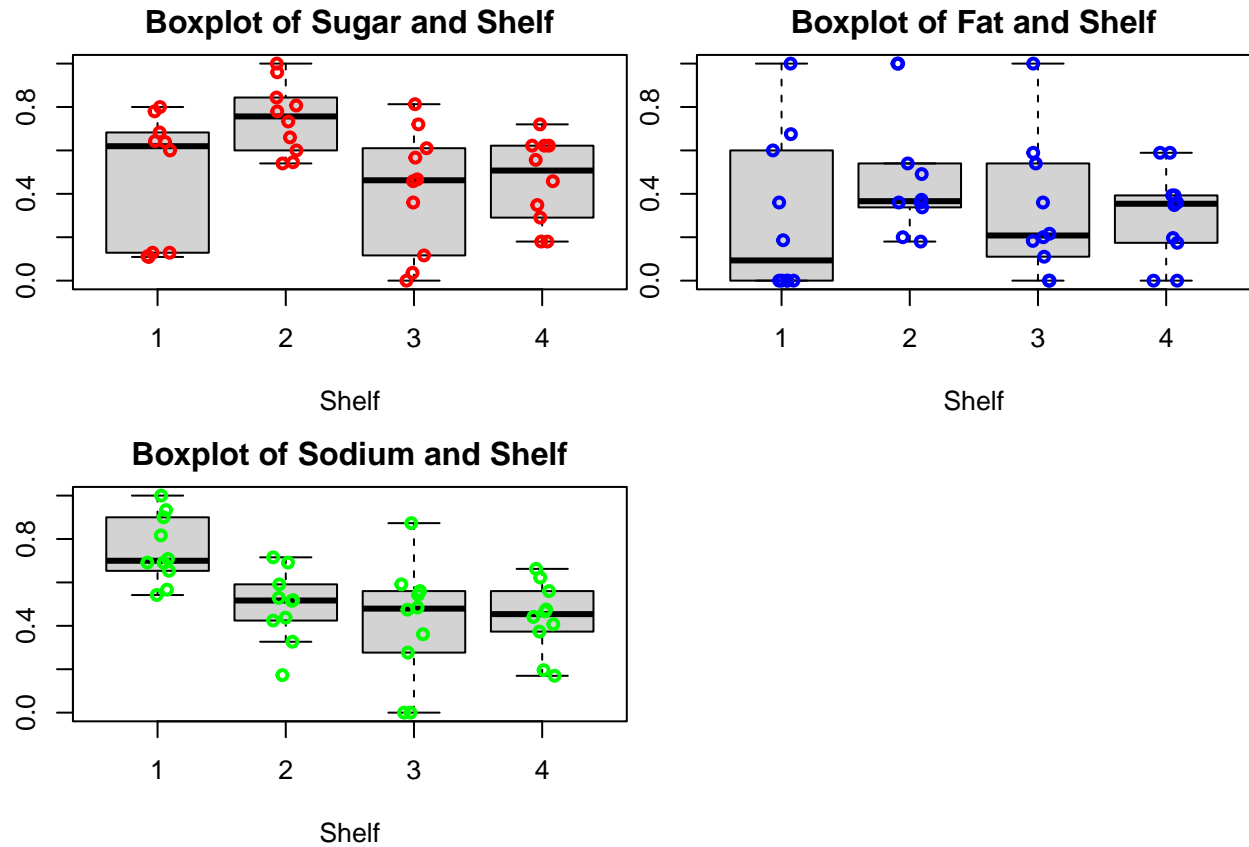 Boxplot of Sugar and Shelf
0.8
0.4
0.0
1 2 3 4
Shelf
Boxplot of Fat and Shelf
0.8
0.4
0.0
1 2 3 4
Shelf
Boxplot of Sodium and Shelf
0.8
0.4
0.0
1 2 3 4
Shelf